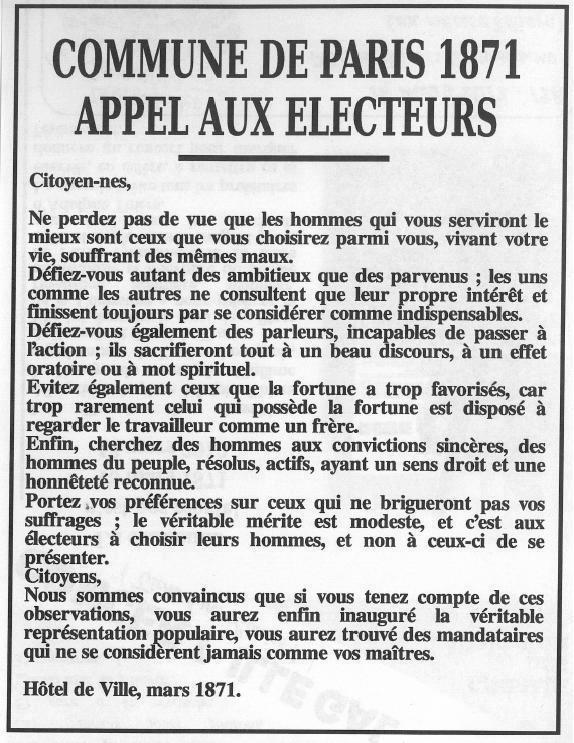 COMMUNE DE PARIS 1871
APPEL AUX ELECTEURS
Citoyen-nes,
Ne perdez pas de vue que les hommes qui vous serviront le
mieux sont ceux que vous choisirez parmi vous, vivant votre
vie, souffrant des mêmes maux.
Défiez-vous autant des ambitieux que des parvenus ; les uns
comme les autres ne consultent que leur propre intérêt et
finissent toujours par se considérer comme indispensables.
Défiez-vous également des parleurs, incapables de passer à
l'action ; ils sacrifieront tout à un beau discours, à un effet
oratoire ou à mot spirituel.
Evitez également ceux que la fortune a trop favorisés, car
trop rarement celui qui possède la fortune est disposé à
regarder le travailleur comme un frère.
Enfin, cherchez des hommes aux convictions sincères, des
hommes du peuple, résolus, actifs, ayant un sens droit et une
honnêteté reconnue.
Portez vos préférences sur ceux qui ne brigueront pas vos
suffrages ; le véritable mérite est modeste, et c'est aux
électeurs à choisir leurs hommes, et non à ceux-ci de se
présenter.
Citoyens,
Nous sommes convaincus que si vous tenez compte de ces
observations, vous aurez enfin inauguré la véritable
représentation populaire, vous aurez trouvé des mandataires
qui ne se considèrent jamais comme vos maîtres.
Hôtel de Ville, mars 1871.